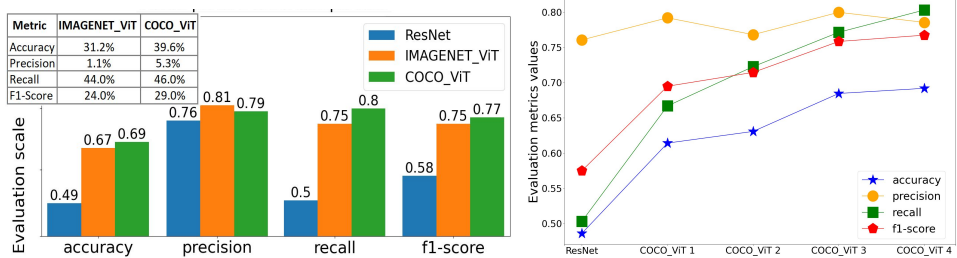 Metric IMAGENET_ViT COCO_ViT
Accuracy 31.2% 39.6%
Precision 1.1% 5.3%
Recall 44.0% 46.0%
F1-Score 24.0% 29.0%
ResNet
IMAGENET_ViT
COCO_ViT
Evaluation scale
0.49 0.67 0.69
0.76 0.81 0.79
0.5 0.75 0.8
0.58 0.75 0.77
accuracy precision recall f1-score
Evaluation metrics values
0.80
0.75
0.70
0.65
0.60
0.55
0.50
accuracy
precision
recall
f1-score
ResNet COCO_ViT 1 COCO_ViT 2 COCO_ViT 3 COCO_ViT 4